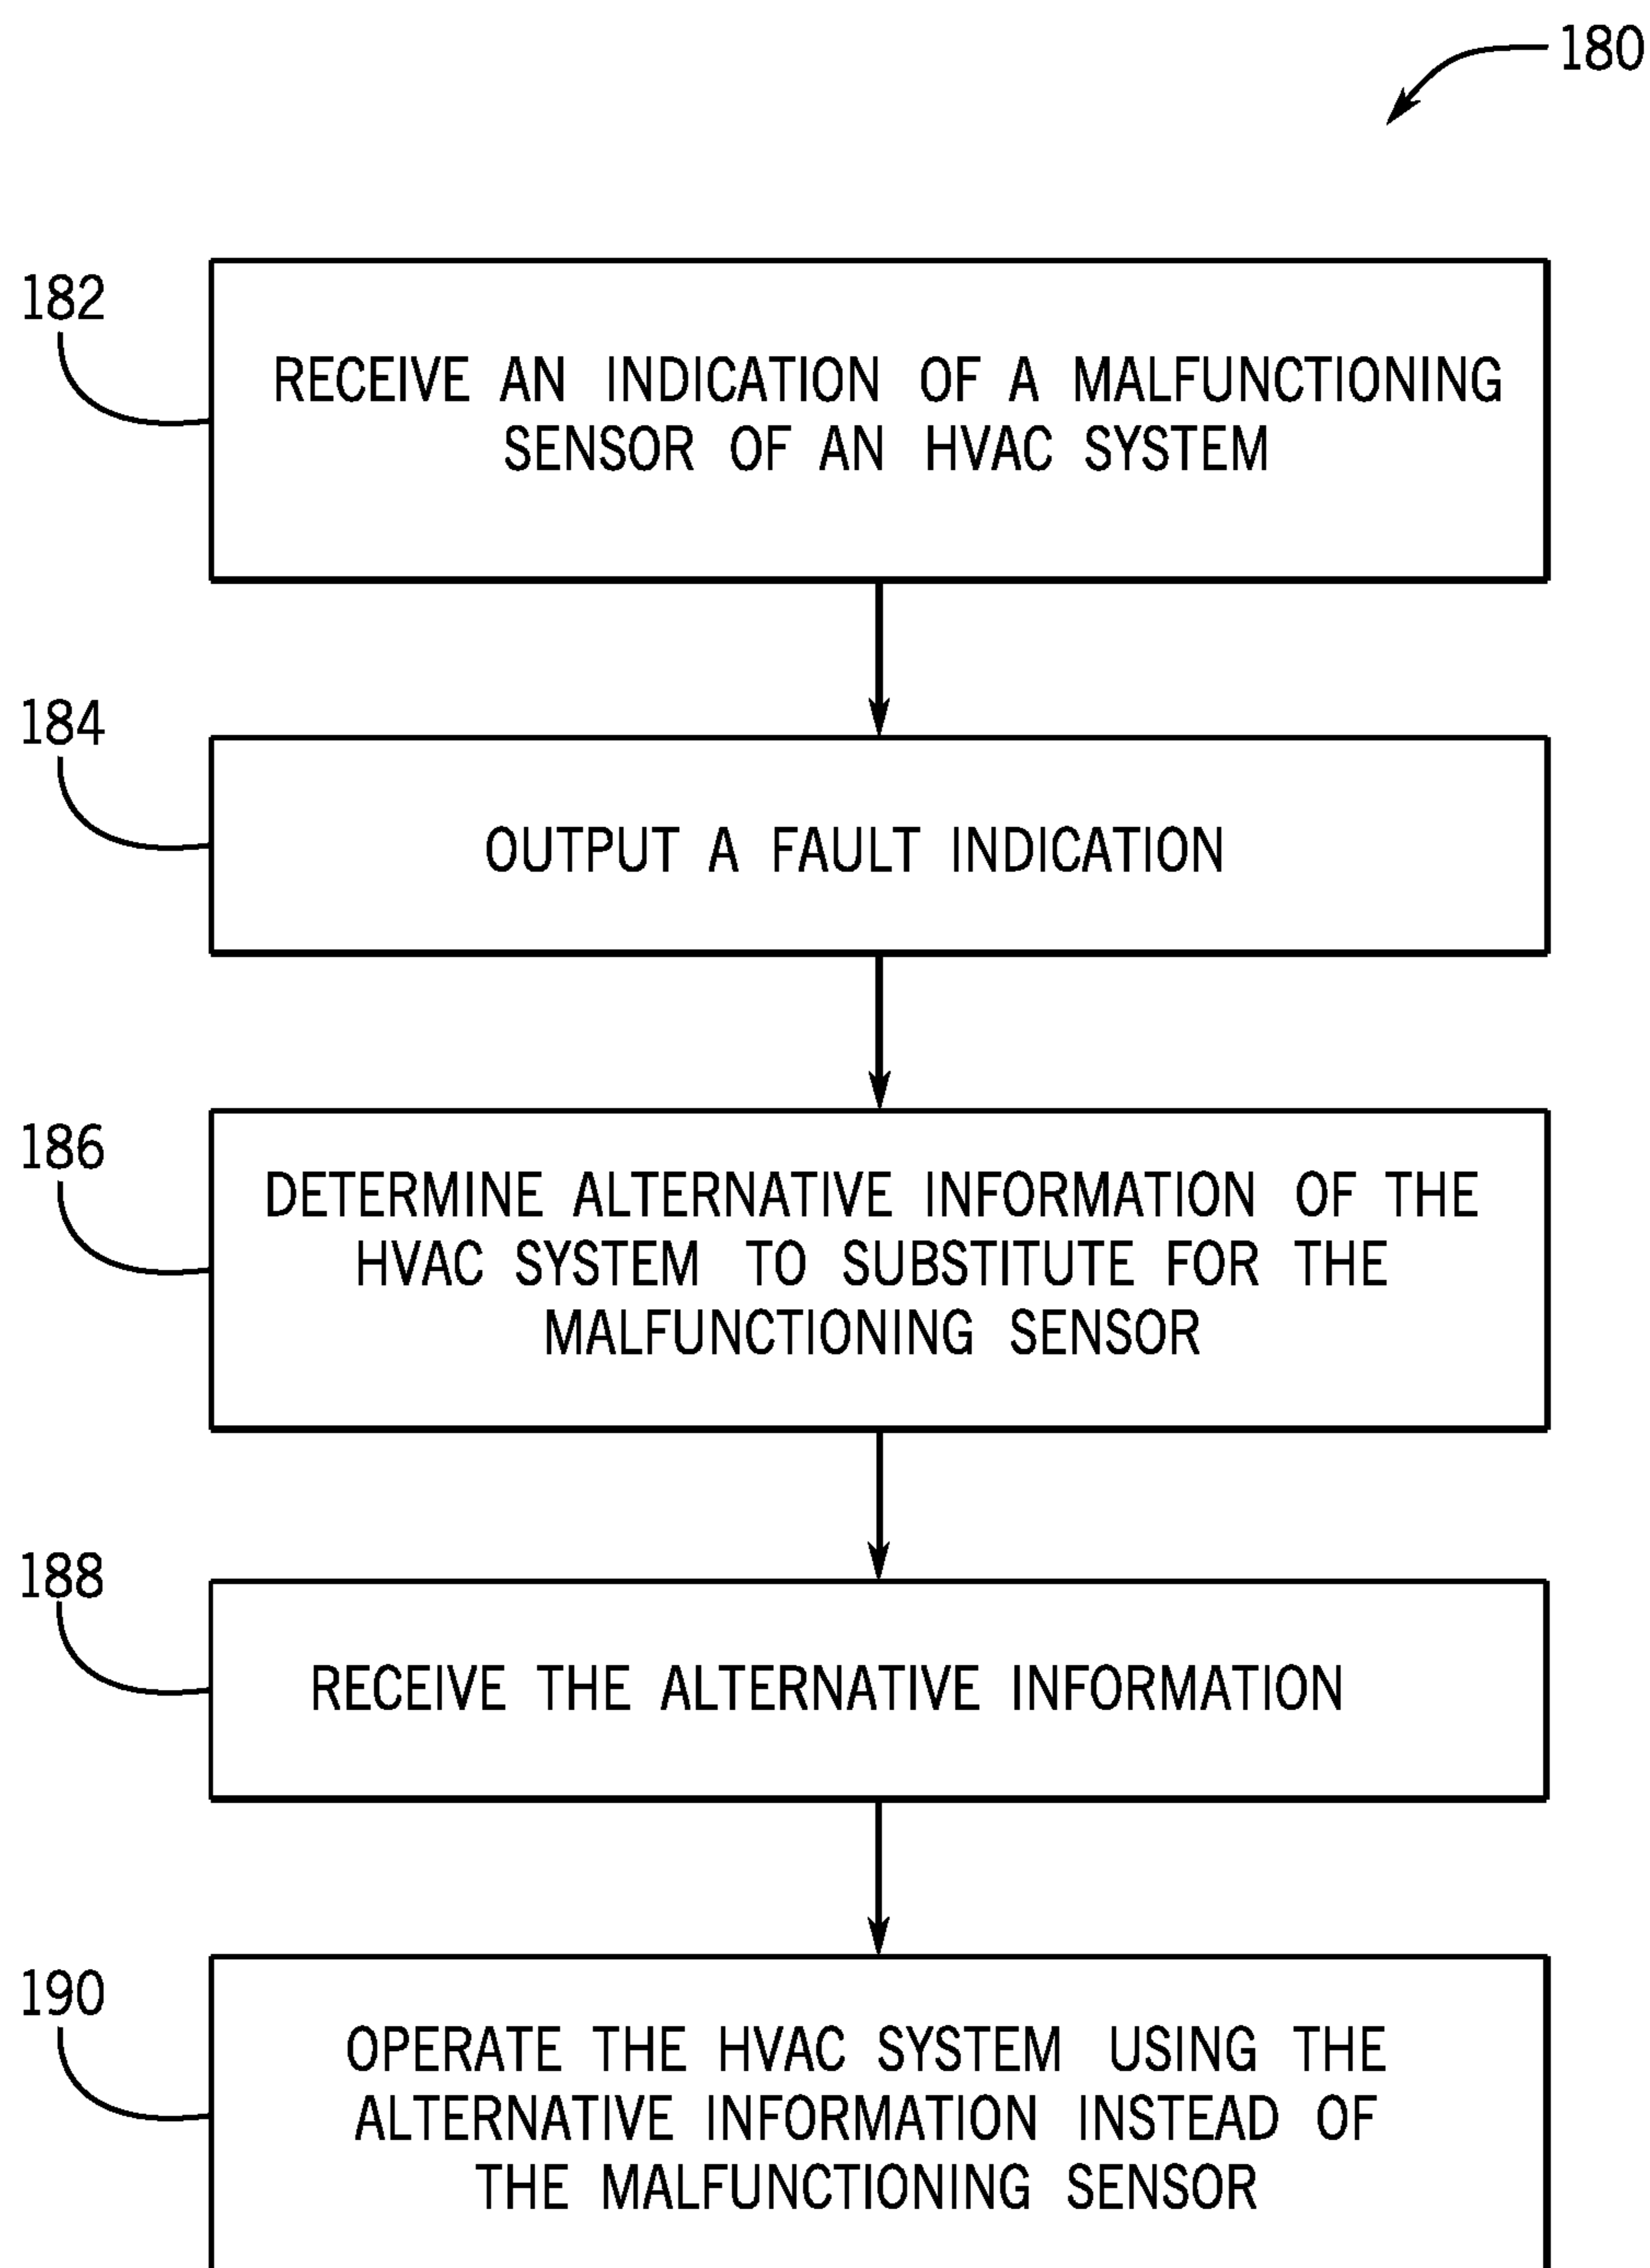 180
182
RECEIVE AN INDICATION OF A MALFUNCTIONING
SENSOR OF AN HVAC SYSTEM
184
OUTPUT A FAULT INDICATION
186
DETERMINE ALTERNATIVE INFORMATION OF THE
HVAC SYSTEM TO SUBSTITUTE FOR THE
MALFUNCTIONING SENSOR
188
RECEIVE THE ALTERNATIVE INFORMATION
190
OPERATE THE HVAC SYSTEM USING THE
ALTERNATIVE INFORMATION INSTEAD OF
THE MALFUNCTIONING SENSOR